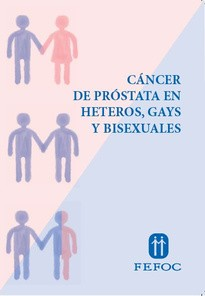 CÁNCER
DE PRÓSTATA EN
HETEROS, GAYS
Y BISEXUALES
FEFOC